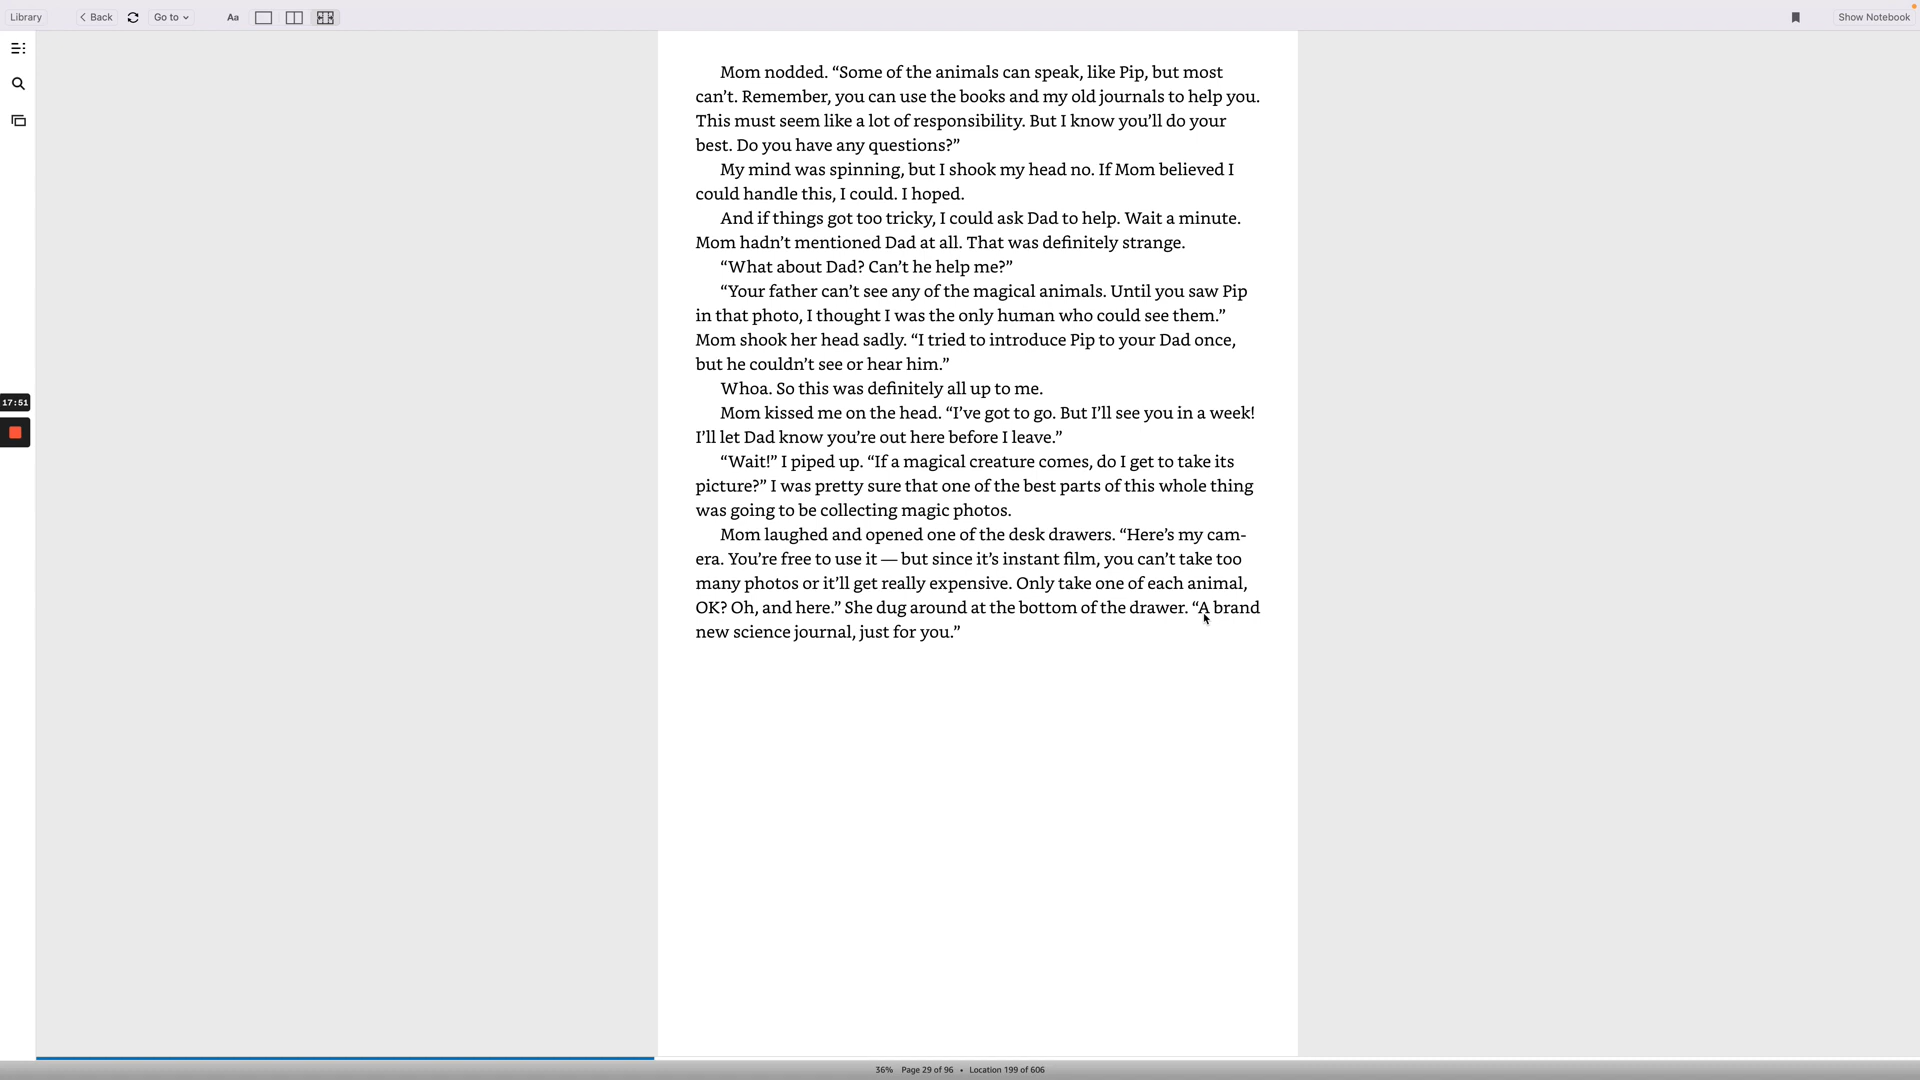 Library
Back
Go to
Aa
Show Notebook
17:51
Mom nodded. “Some of the animals can speak, like Pip, but most
can’t. Remember, you can use the books and my old journals to help you.
This must seem like a lot of responsibility. But I know you’ll do your
best. Do you have any questions?”
My mind was spinning, but I shook my head no. If Mom believed I
could handle this, I could. I hoped.
And if things got too tricky, I could ask Dad to help. Wait a minute.
Mom hadn’t mentioned Dad at all. That was definitely strange.
“What about Dad? Can’t he help me?”
“Your father can’t see any of the magical animals. Until you saw Pip
in that photo, I thought I was the only human who could see them.”
Mom shook her head sadly. “I tried to introduce Pip to your Dad once,
but he couldn’t see or hear him.”
Whoa. So this was definitely all up to me.
Mom kissed me on the head. “I’ve got to go. But I’ll see you in a week!
I’ll let Dad know you’re out here before I leave.”
“Wait!” I piped up. “If a magical creature comes, do I get to take its
picture?” I was pretty sure that one of the best parts of this whole thing
was going to be collecting magic photos.
Mom laughed and opened one of the desk drawers. “Here’s my cam-
era. You’re free to use it — but since it’s instant film, you can’t take too
many photos or it’ll get really expensive. Only take one of each animal,
OK? Oh, and here.” She dug around at the bottom of the drawer. “A brand
new science journal, just for you.”
36% Page 29 of 96 • Location 199 of 606